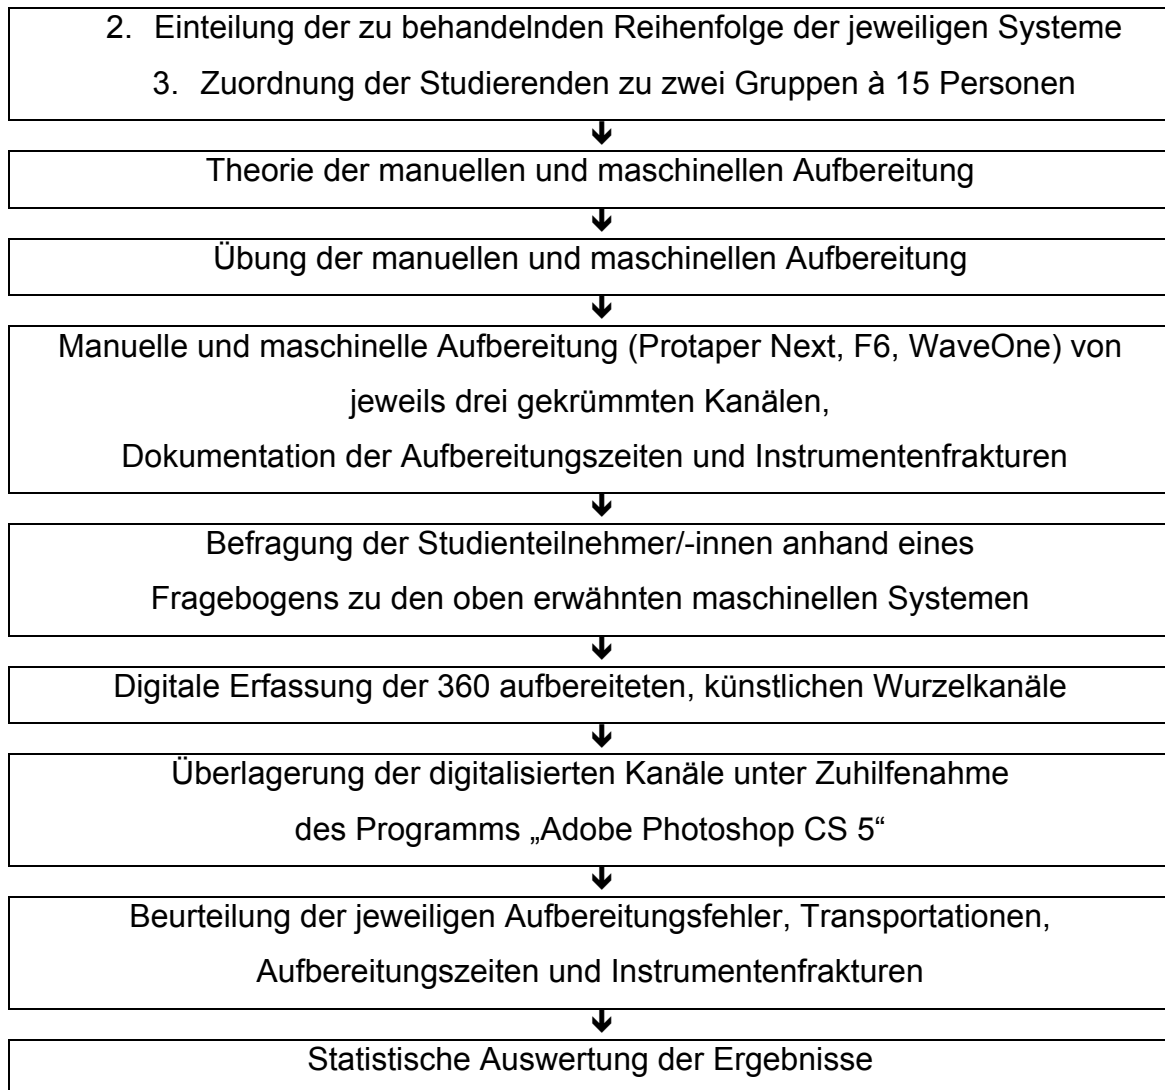 2. Einteilung der zu behandelnden Reihenfolge der jeweiligen Systeme
3. Zuordnung der Studierenden zu zwei Gruppen à 15 Personen
Theorie der manuellen und maschinellen Aufbereitung
Übung der manuellen und maschinellen Aufbereitung
Manuelle und maschinelle Aufbereitung (Protaper Next, F6, WaveOne) von
jeweils drei gekrümmten Kanälen,
Dokumentation der Aufbereitungszeiten und Instrumentenfrakturen
Befragung der Studienteilnehmer/-innen anhand eines
Fragebogens zu den oben erwähnten maschinellen Systemen
Digitale Erfassung der 360 aufbereiteten, künstlichen Wurzelkanäle
Überlagerung der digitalisierten Kanäle unter Zuhilfenahme
des Programms „Adobe Photoshop CS 5“
Beurteilung der jeweiligen Aufbereitungsfehler, Transportationen,
Aufbereitungszeiten und Instrumentenfrakturen
Statistische Auswertung der Ergebnisse